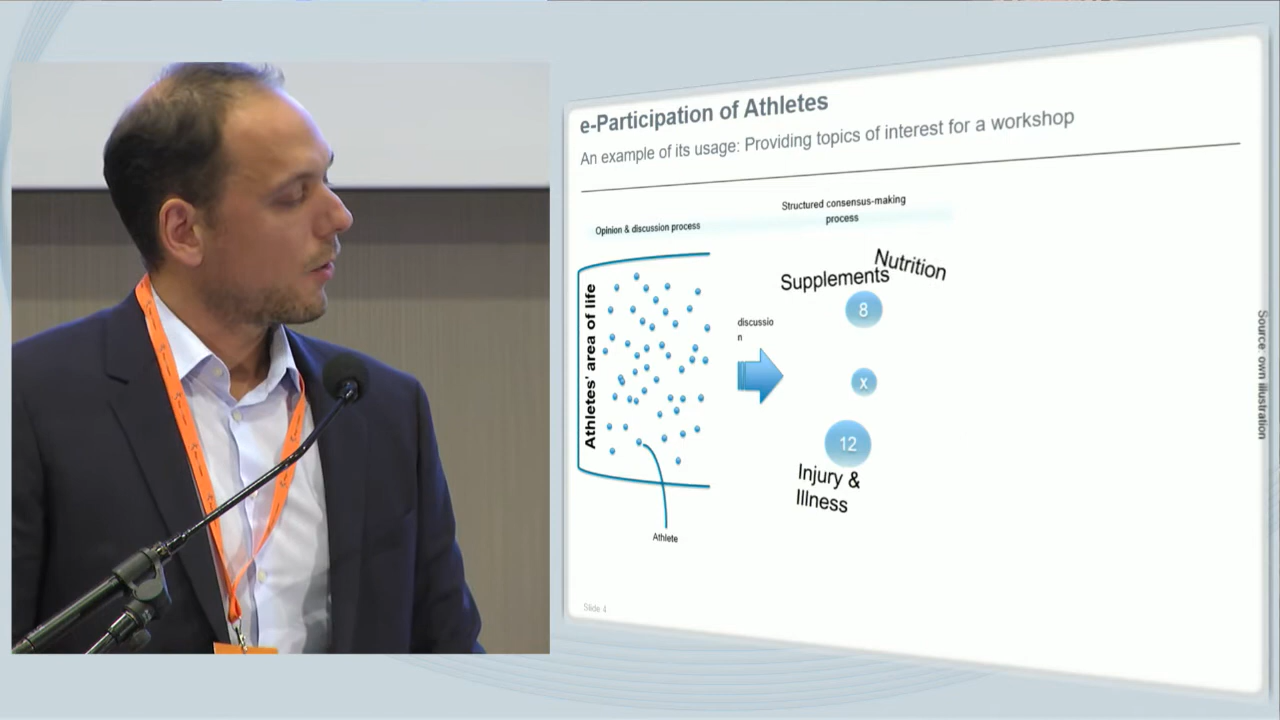 e-Participation of Athletes
An example of its usage: Providing topics of interest for a workshop
Opinion & discussion process
Structured consensus-making
process
Athletes' area of life
discussio
n
Supplements
Nutrition
8
x
12
Injury &
Illness
Athlete
Source: own illustration
Slide 4